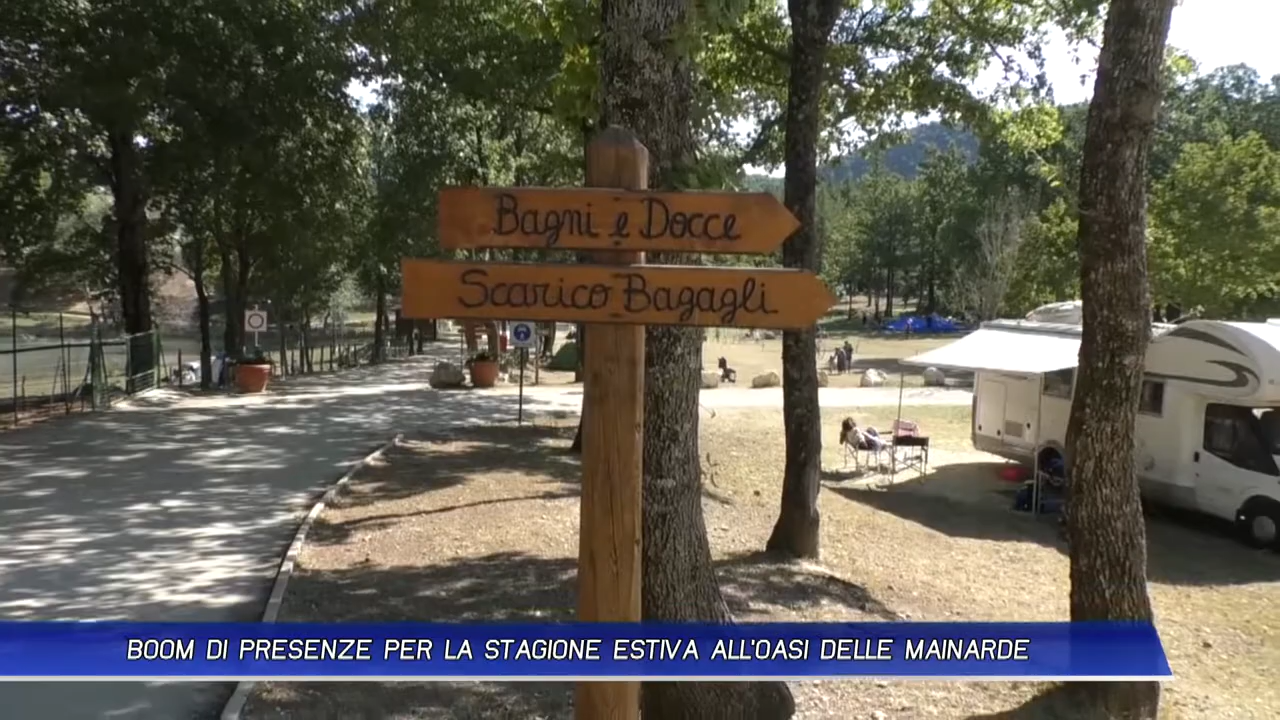 Bagni e Docce
Scarico Bagagli
BOOM DI PRESENZE PER LA STAGIONE ESTIVA ALL'OASI DELLE MAINARDE